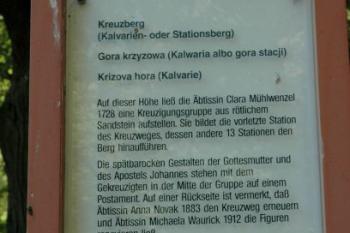 Kreuzberg
(Kalvarien- oder Stationsberg)
Gora krzyzowa (Kalwaria albo gora stacji)
Krizova hora (Kalvarie)
Auf dieser Höhe ließ die Äbtissin Clara Mühlwenzel
1728 eine Kreuzigungsgruppe aus rötlichem
Sandstein aufstellen. Sie bildet die vorletzte Station
des Kreuzweges, dessen andere 13 Stationen den
Berg hinaufführen.
Die spätbarocken Gestalten der Gottesmutter und
des Apostels Johannes stehen mit dem
Gekreuzigten in der Mitte der Gruppe auf einem
Postament. Auf einer Rückseite ist vermerkt, daß
Äbtissin Anna Novak 1883 den Kreuzweg erneuern
und Äbtissin Michaela Waurick 1912 die Figuren